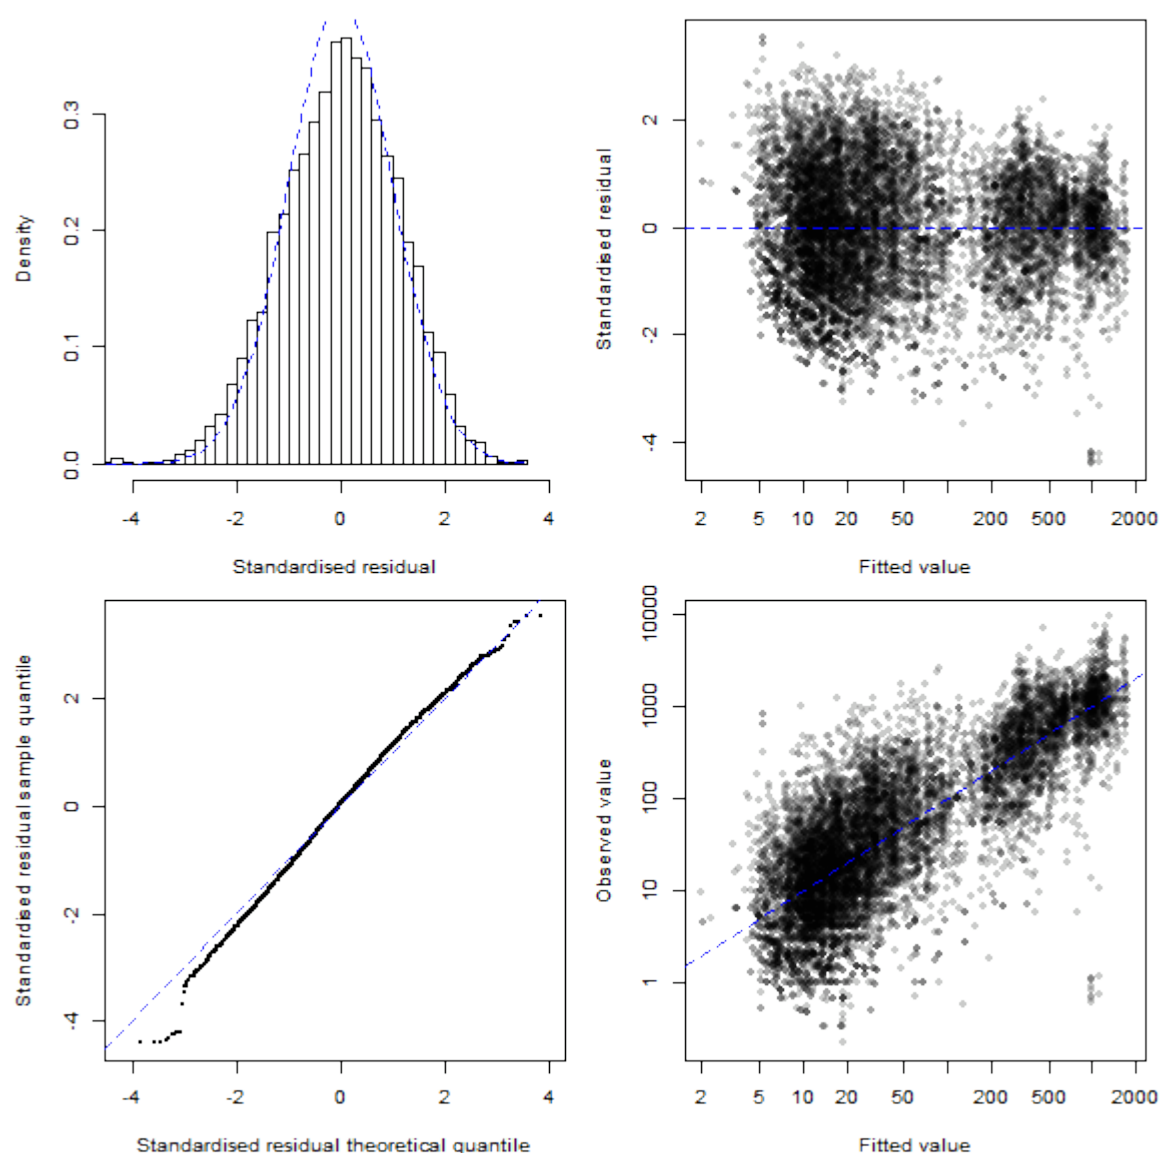 Density
0.0 0.1 0.2 0.3
-4 -2 0 2 4
Standardised residual
Standardised residual
-4 -2 0 2
2 5 10 20 50 200 500 2000
Fitted value
Standardised residual sample quantile
-4 -2 0 2
-4 -2 0 2 4
Standardised residual theoretical quantile
Observed value
1 10 100 1000 10000
2 5 10 20 50 200 500 2000
Fitted value